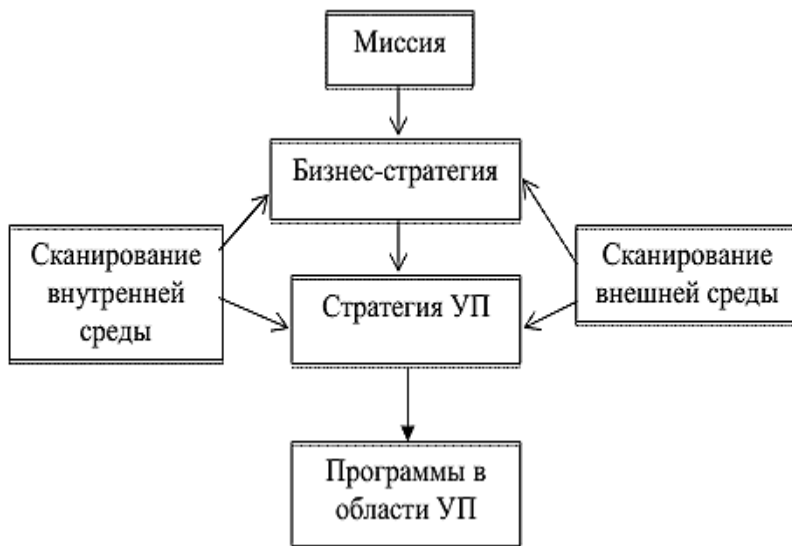 Миссия
Бизнес-стратегия
Сканирование
внутренней
среды
Стратегия УП
Сканирование
внешней среды
Программы в
области УП